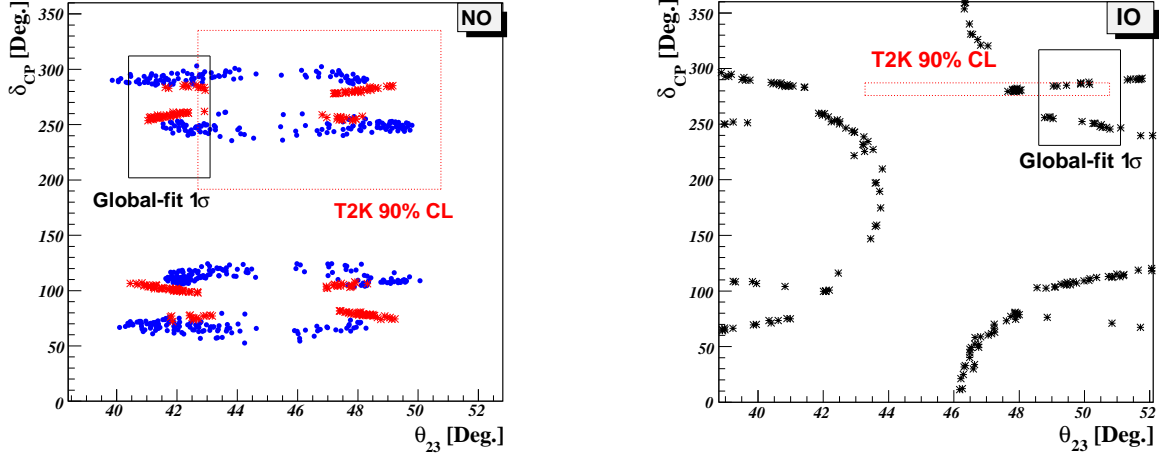 NO
δCP [Deg.]
350
300
250
200
150
100
50
0
Global-fit 1σ
T2K 90% CL
40 42 44 46 48 50 52
θ23 [Deg.]
IO
δCP [Deg.]
350
300
250
200
150
100
50
0
T2K 90% CL
Global-fit 1σ
40 42 44 46 48 50 52
θ23 [Deg.]